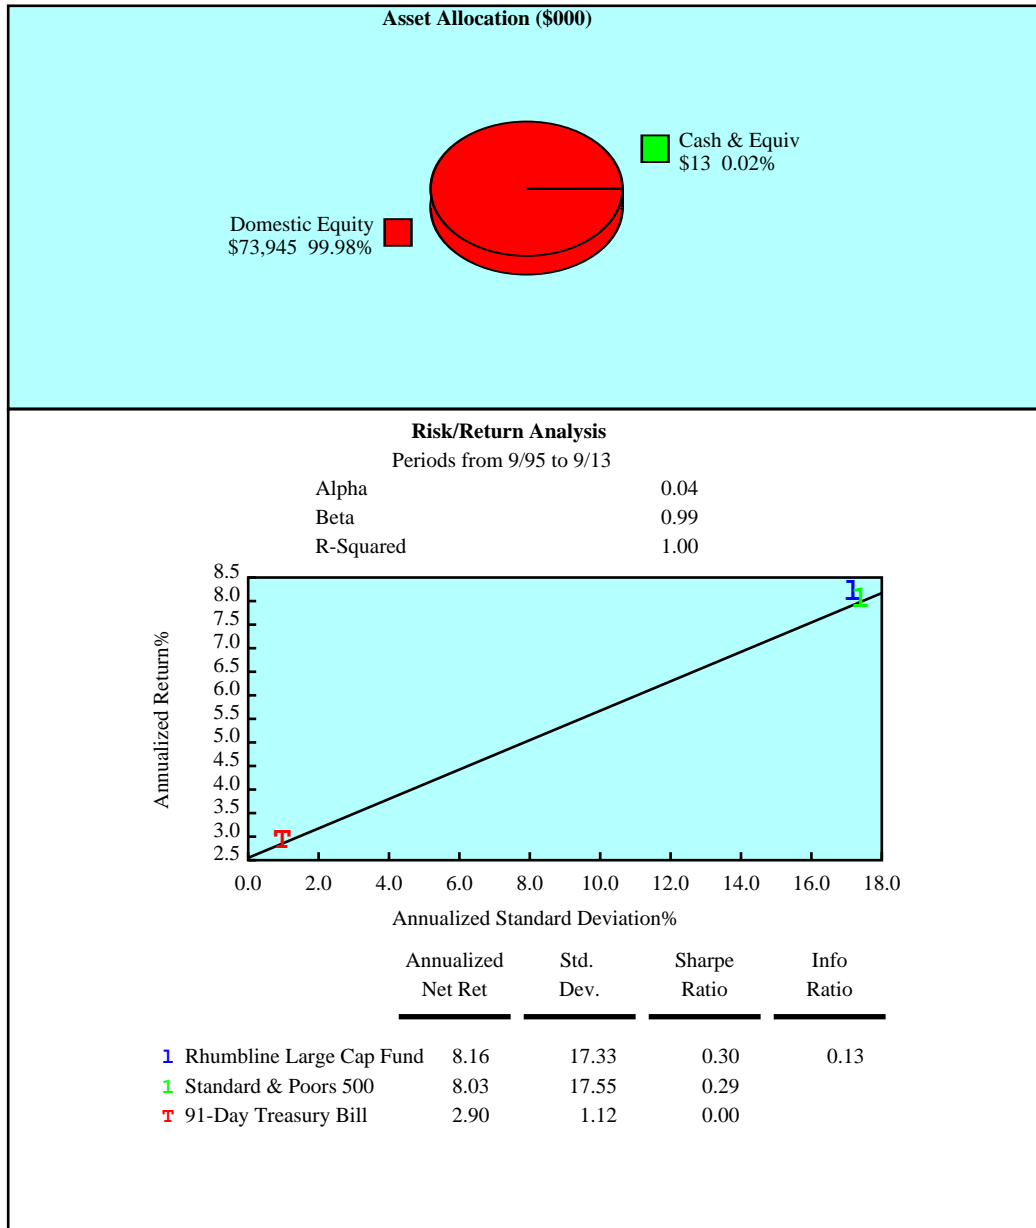 Asset Allocation ($000)
Cash & Equiv
$13 0.02%
Domestic Equity
$73,945 99.98%
Risk/Return Analysis
Periods from 9/95 to 9/13
Alpha 0.04
Beta 0.99
R-Squared 1.00
8.5
8.0
7.5
7.0
6.5
6.0
5.5
5.0
4.5
4.0
3.5
3.0
2.5
Annualized Return%
1
1
T
0.0 2.0 4.0 6.0 8.0 10.0 12.0 14.0 16.0 18.0
Annualized Standard Deviation%
Annualized Std. Sharpe Info
Net Ret Dev. Ratio Ratio
1 Rhumbline Large Cap Fund 8.16 17.33 0.30 0.13
1 Standard & Poors 500 8.03 17.55 0.29
T 91-Day Treasury Bill 2.90 1.12 0.00